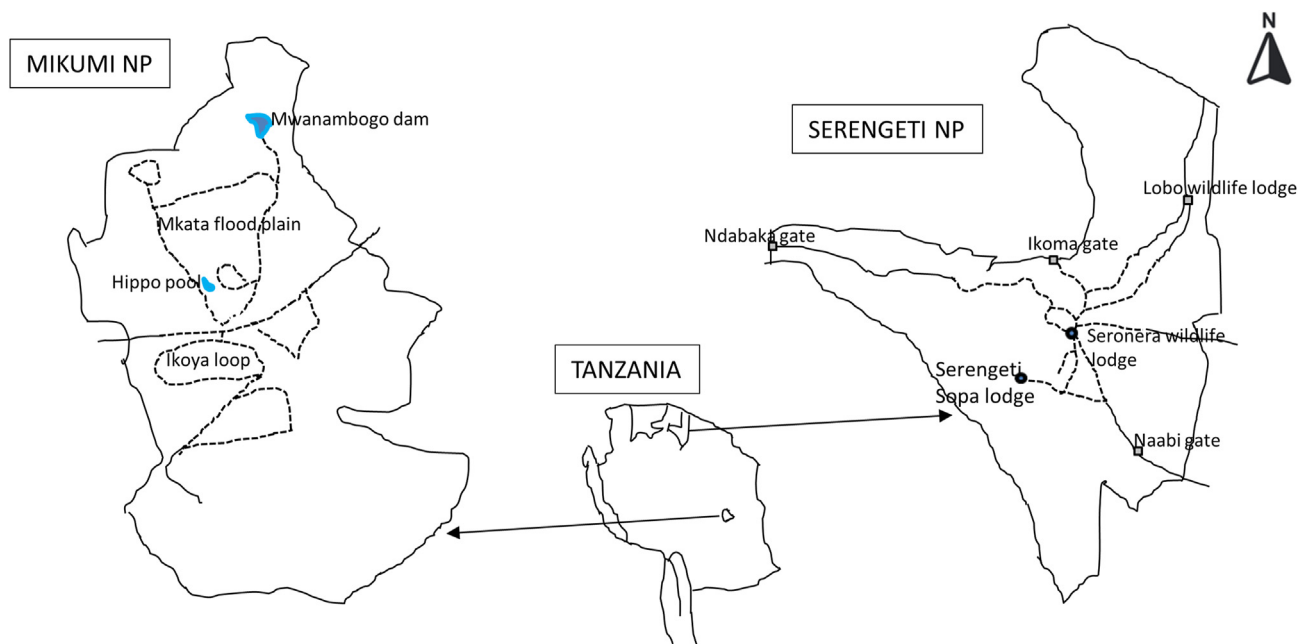 N
MIKUMI NP
Mwanambogo dam
SERENGETI NP
Lobo wildlife lodge
Mkata flood plain
Ndabaka gate
Ikoma gate
Hippo pool
Ikoya loop
Seronera wildlife
lodge
TANZANIA
Serengeti
Sopa lodge
Naabi gate